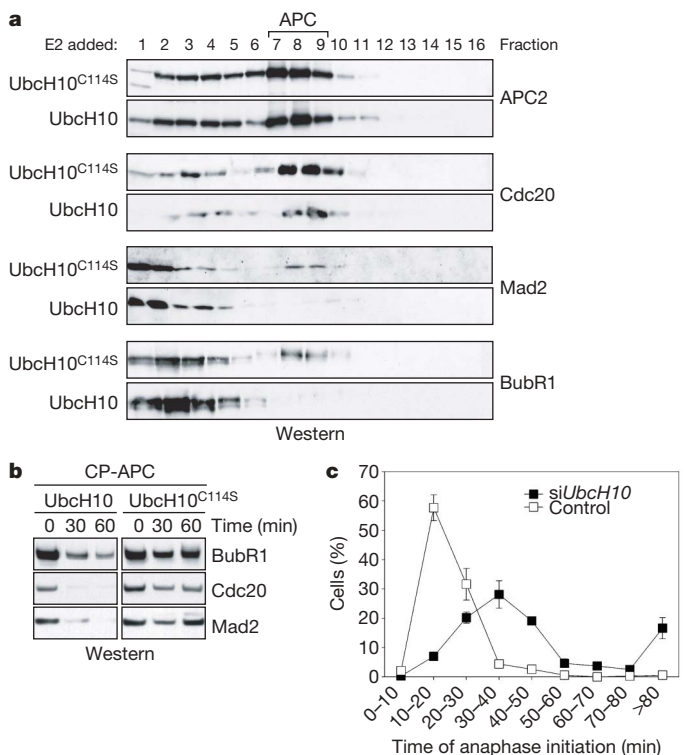 a
APC
E2 added: 1 2 3 4 5 6 7 8 9 10 11 12 13 14 15 16 Fraction
UbcH10C114S
UbcH10
APC2
UbcH10C114S
UbcH10
Cdc20
UbcH10C114S
UbcH10
Mad2
UbcH10C114S
UbcH10
BubR1
Western
b
CP-APC
UbcH10 UbcH10C114S
0 30 60 0 30 60 Time (min)
BubR1
Cdc20
Mad2
Western
c
70
60
50
40
30
20
10
0
Cells (%)
siUbcH10
Control
0–10 10–20 20–30 30–40 40–50 50–60 60–70 70–80 >80
Time of anaphase initiation (min)